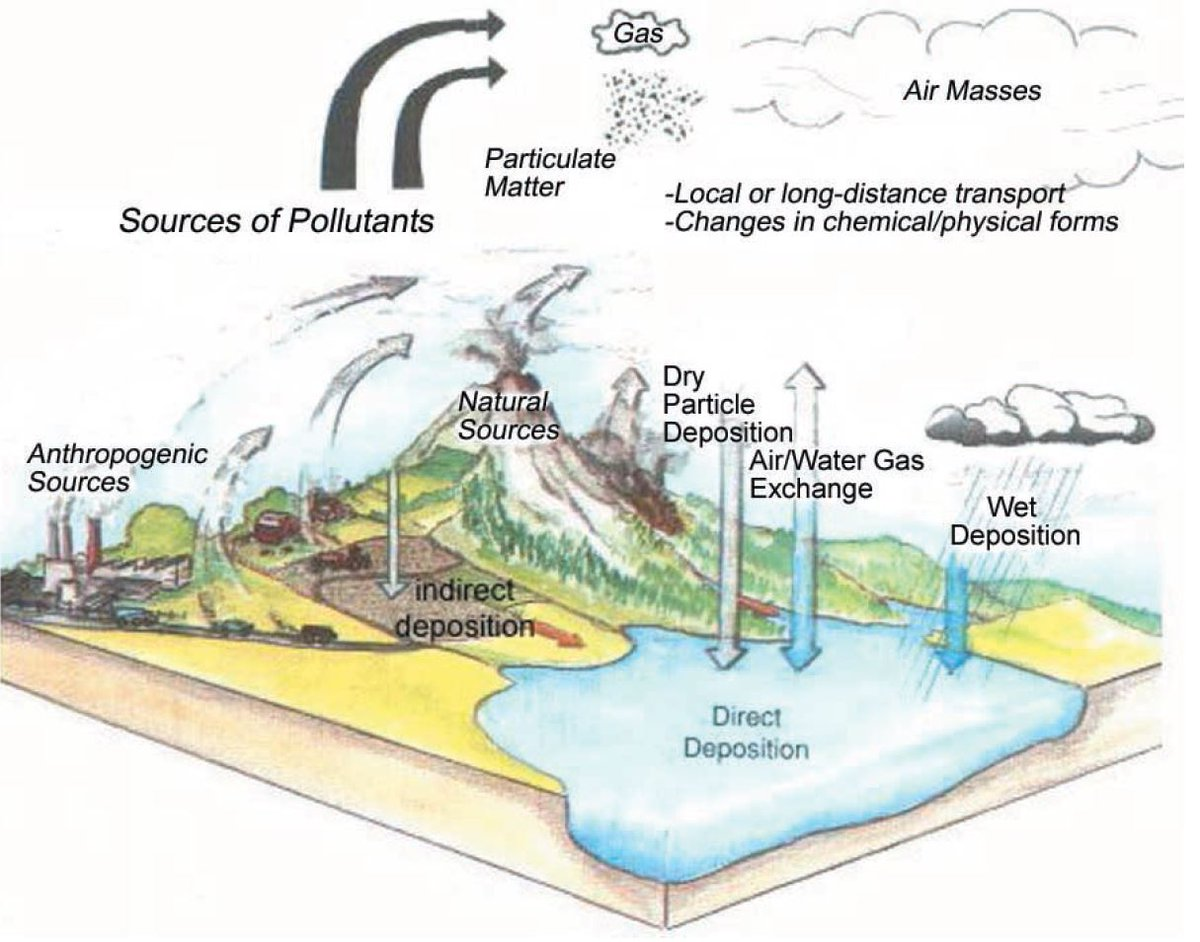 Gas
Air Masses
Particulate
Matter
-Local or long-distance transport
-Changes in chemical/physical forms
Sources of Pollutants
Dry
Particle
Deposition
Natural
Sources
Anthropogenic
Sources
Air/Water Gas
Exchange
Wet
Deposition
indirect
deposition
Direct
Deposition